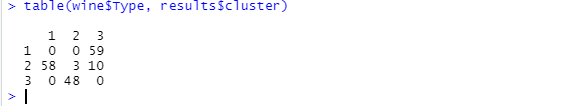 > table(wine$Type, results$cluster)
1 2 3
1 0 0 59
2 58 3 10
3 0 48 0
>